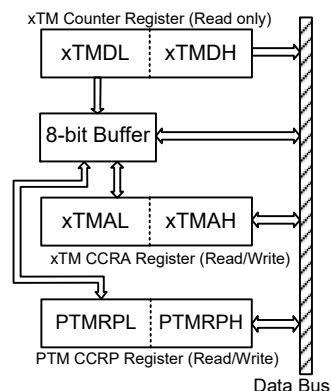 xTM Counter Register (Read only)
xTMDL xTMDH
8-bit Buffer
xTMAL xTMAH
xTM CCRA Register (Read/Write)
PTMRPL PTMRPH
PTM CCRP Register (Read/Write)
Data Bus